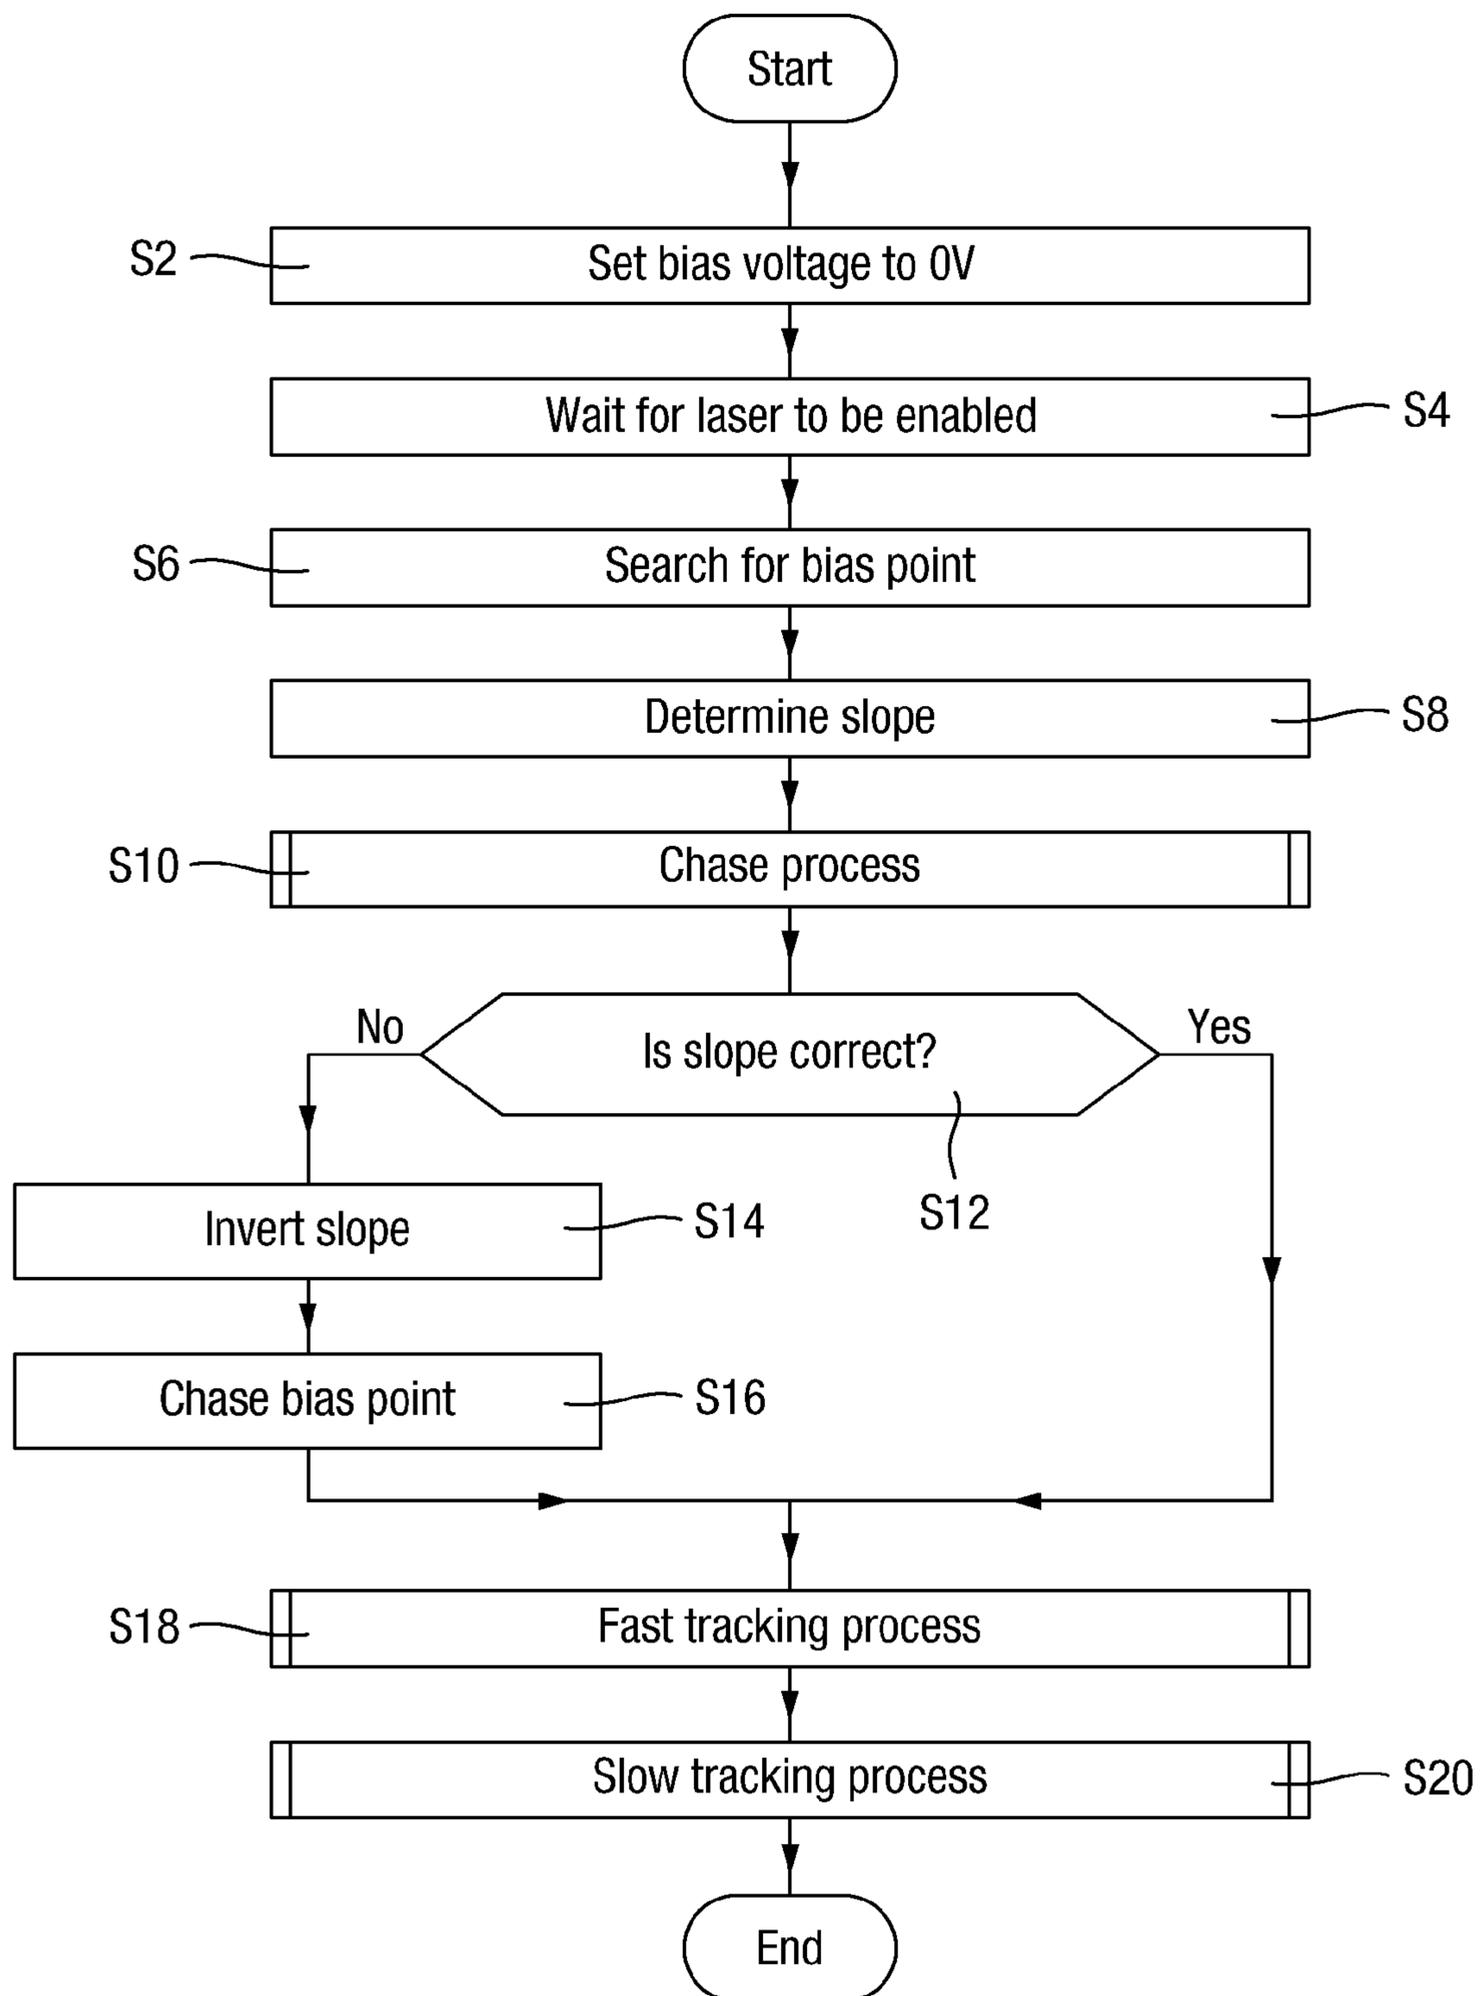 Start
S2
Set bias voltage to 0V
Wait for laser to be enabled
S4
S6
Search for bias point
Determine slope
S8
S10
Chase process
No
Is slope correct?
Yes
S12
Invert slope
S14
Chase bias point
S16
S18
Fast tracking process
Slow tracking process
S20
End